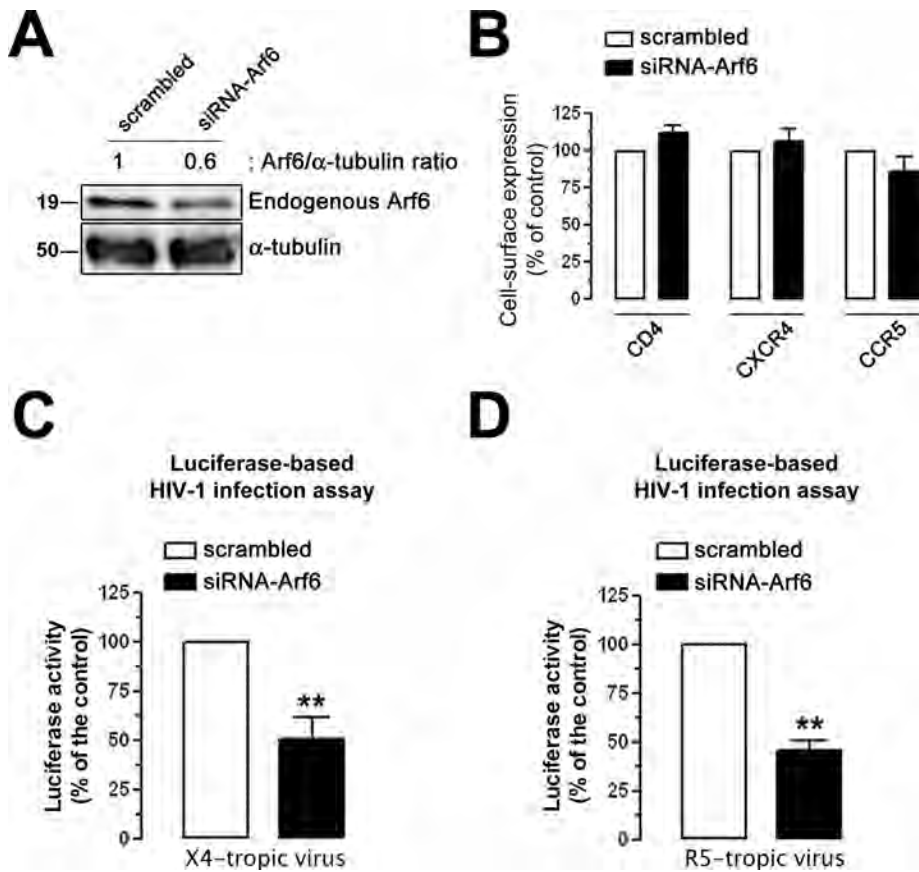 A
scrambled
siRNA-Arf6
1 0.6 : Arf6/α-tubulin ratio
19 Endogenous Arf6
50 α-tubulin
B
scrambled
siRNA-Arf6
Cell-surface expression
(% of control)
125
100
75
50
25
0
CD4
CXCR4
CCR5
C
Luciferase-based
HIV-1 infection assay
scrambled
siRNA-Arf6
Luciferase activity
(% of the control)
125
100
75
50
25
0
**
X4-tropic virus
D
Luciferase-based
HIV-1 infection assay
scrambled
siRNA-Arf6
Luciferase activity
(% of the control)
125
100
75
50
25
0
**
R5-tropic virus